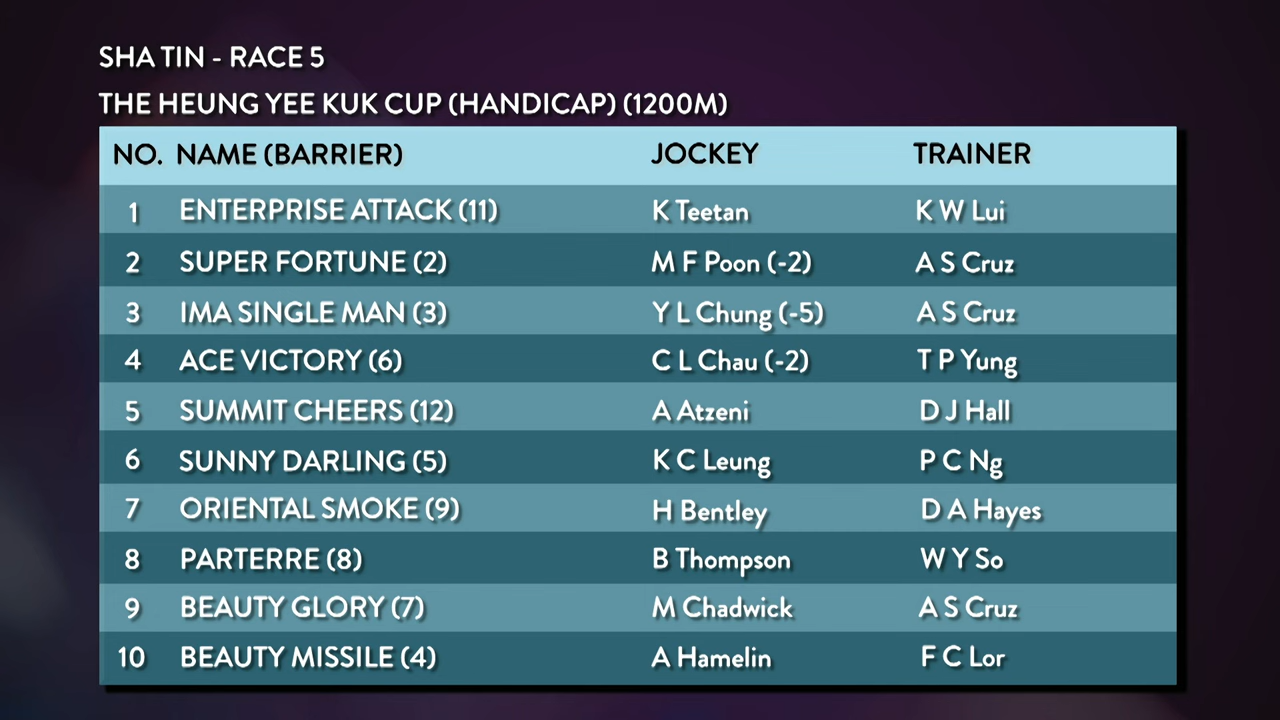 SHA TIN - RACE 5
THE HEUNG YEE KUK CUP (HANDICAP) (1200M)
NO. NAME (BARRIER) JOCKEY TRAINER
1 ENTERPRISE ATTACK (11) K Teetan K W Lui
2 SUPER FORTUNE (2) M F Poon (-2) A S Cruz
3 IMA SINGLE MAN (3) Y L Chung (-5) A S Cruz
4 ACE VICTORY (6) C L Chau (-2) T P Yung
5 SUMMIT CHEERS (12) A Atzeni D J Hall
6 SUNNY DARLING (5) K C Leung P C Ng
7 ORIENTAL SMOKE (9) H Bentley D A Hayes
8 PARTERRE (8) B Thompson W Y So
9 BEAUTY GLORY (7) M Chadwick A S Cruz
10 BEAUTY MISSILE (4) A Hamelin F C Lor